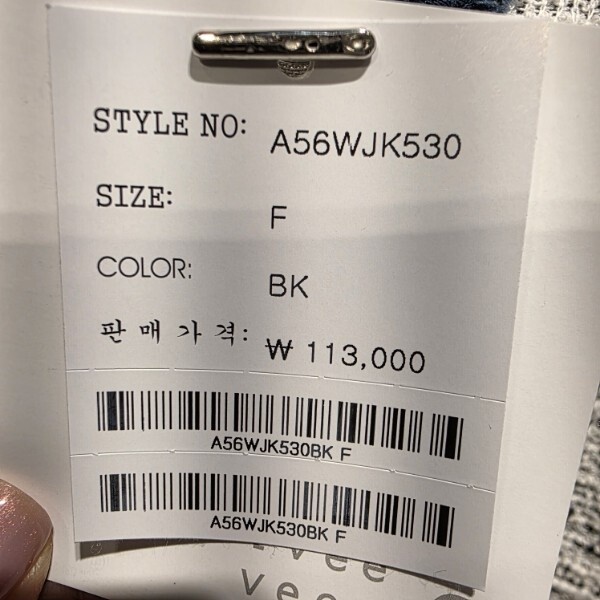 STYLE NO: A56WJK530
SIZE: F
COLOR: BK
판매가격: ₩ 113,000
A56WJK530BK F
A56WJK530BK F